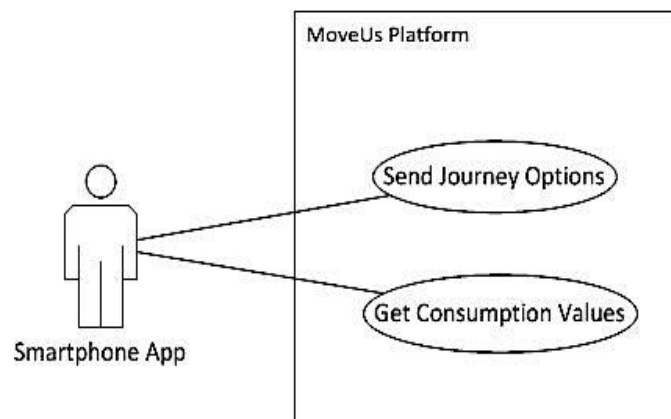 MoveUs Platform
Send Journey Options
Get Consumption Values
Smartphone App